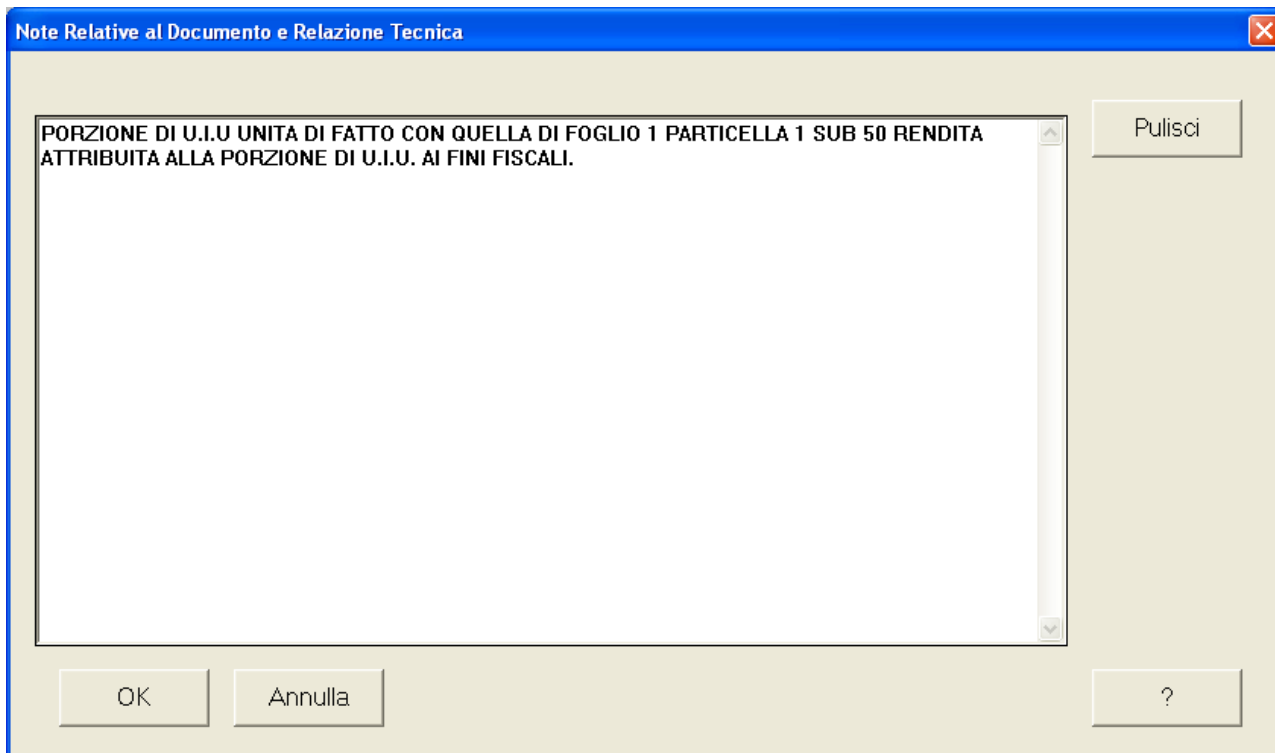 Note Relative al Documento e Relazione Tecnica
PORZIONE DI U.I.U UNITA DI FATTO CON QUELLA DI FOGLIO 1 PARTICELLA 1 SUB 50 RENDITA
ATTRIBUITA ALLA PORZIONE DI U.I.U. AI FINI FISCALI.
Pulisci
OK
Annulla
?